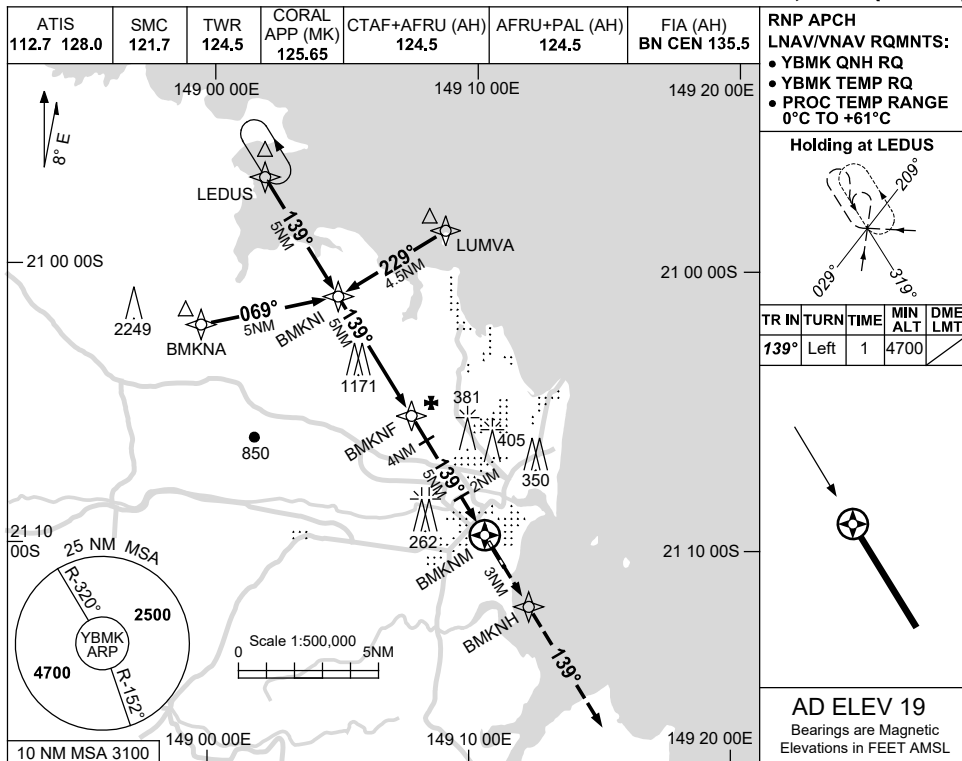 ATIS
112.7 128.0
SMC
121.7
TWR
124.5
CORAL
APP (MK)
125.65
CTAF+AFRU (AH)
124.5
AFRU+PAL (AH)
124.5
FIA (AH)
BN CEN 135.5
RNP APCH
LNAV/VNAV RQMNTS:
• YBMK QNH RQ
• YBMK TEMP RQ
• PROC TEMP RANGE
0°C TO +61°C
149 00 00E
149 10 00E
149 20 00E
8° E
LEDUS
139°
5NM
LUMVA
229°
4.5NM
21 00 00S
21 00 00S
2249
BMKNA
069°
5NM
BMKNI
139°
5NM
1171
BMKNF
850
381
405
350
4NM
139°
5NM
2NM
262
BMKNM
21 10
00S
21 10 00S
3NM
BMKNH
139°
25 NM MSA
R-320°
2500
YBMK
ARP
4700
R-152°
10 NM MSA 3100
Scale 1:500,000
0
5NM
149 00 00E
149 10 00E
149 20 00E
Holding at LEDUS
209°
029°
319°
TR IN
TURN
TIME
MIN
ALT
DME
LMT
139°
Left
1
4700
AD ELEV 19
Bearings are Magnetic
Elevations in FEET AMSL